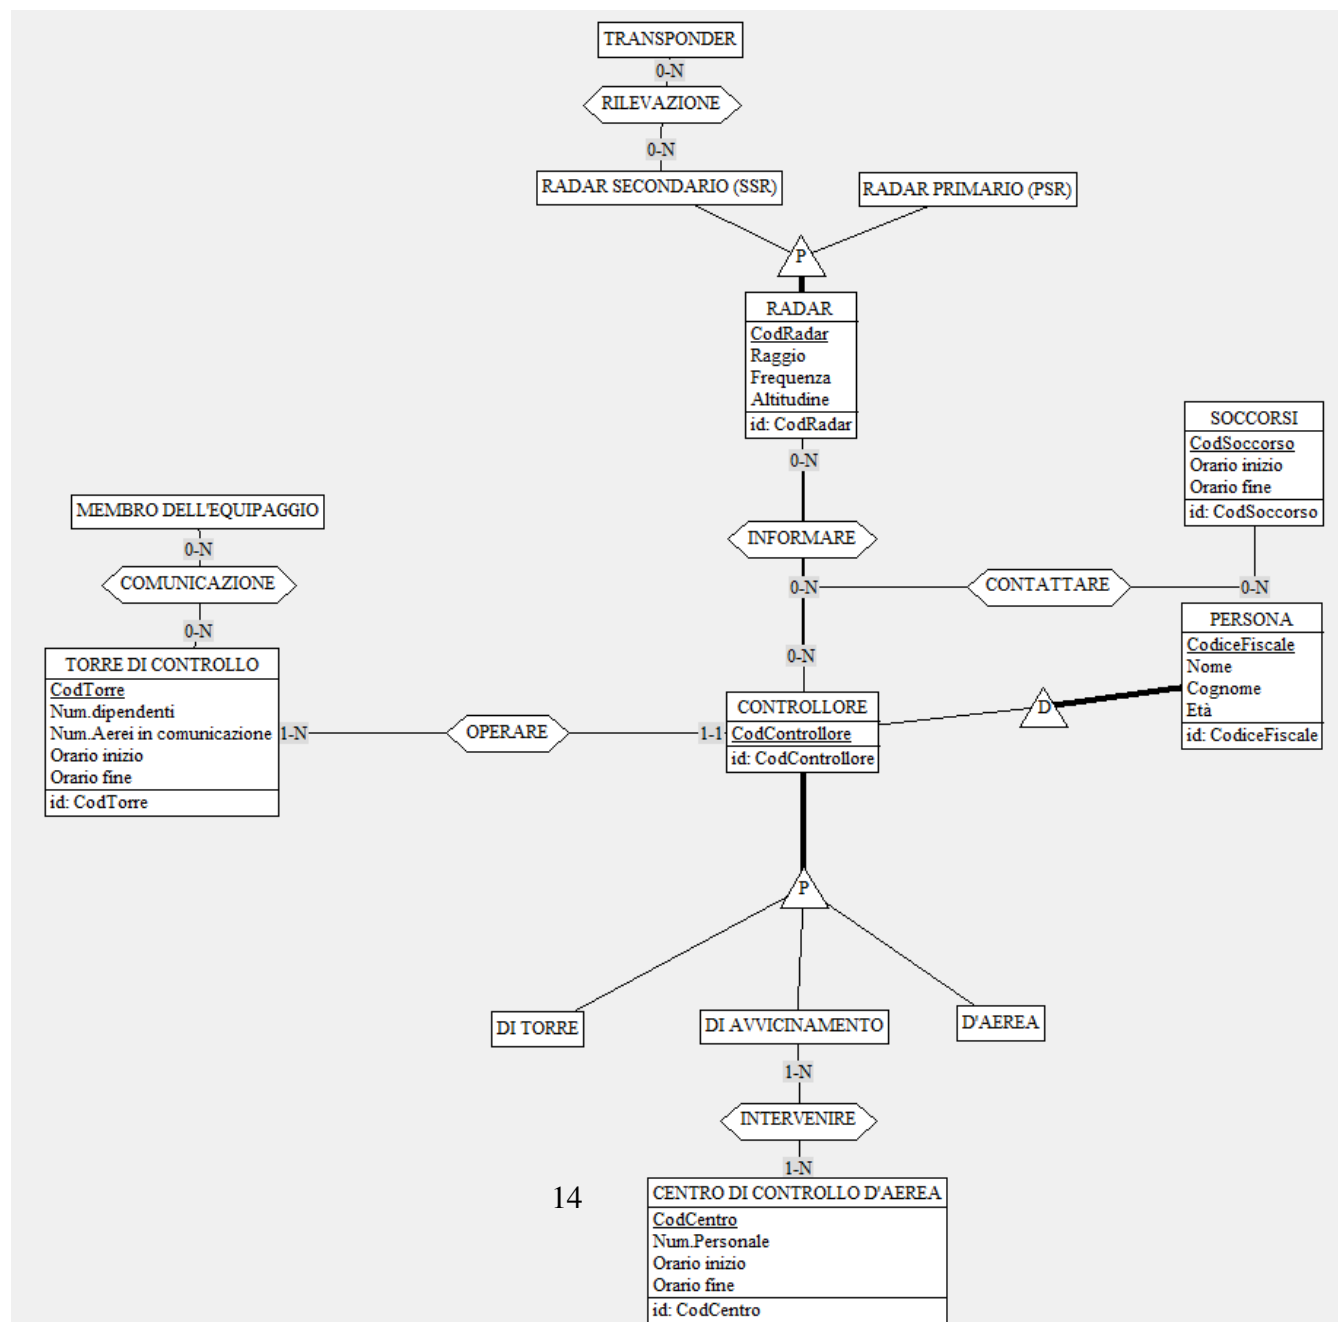 TRANSPONDER
0-N
RILEVAZIONE
0-N
RADAR SECONDARIO (SSR)
RADAR PRIMARIO (PSR)
P
RADAR
CodRadar
Raggio
Frequenza
Altitudine
id: CodRadar
0-N
INFORMARE
0-N
CONTATTARE
0-N
0-N
SOCCORSI
CodSoccorso
Orario inizio
Orario fine
id: CodSoccorso
MEMBRO DELL'EQUIPAGGIO
0-N
COMUNICAZIONE
0-N
TORRE DI CONTROLLO
CodTorre
Num.dipendenti
Num.Aerei in comunicazione
Orario inizio
Orario fine
id: CodTorre
1-N
OPERARE
1-1
CONTROLLORE
CodControllore
id: CodControllore
D
PERSONA
CodiceFiscale
Nome
Cognome
Età
id: CodiceFiscale
P
DI TORRE
DI AVVICINAMENTO
D'AEREA
1-N
INTERVENIRE
1-N
14
CENTRO DI CONTROLLO D'AEREA
CodCentro
Num.Personale
Orario inizio
Orario fine
id: CodCentro